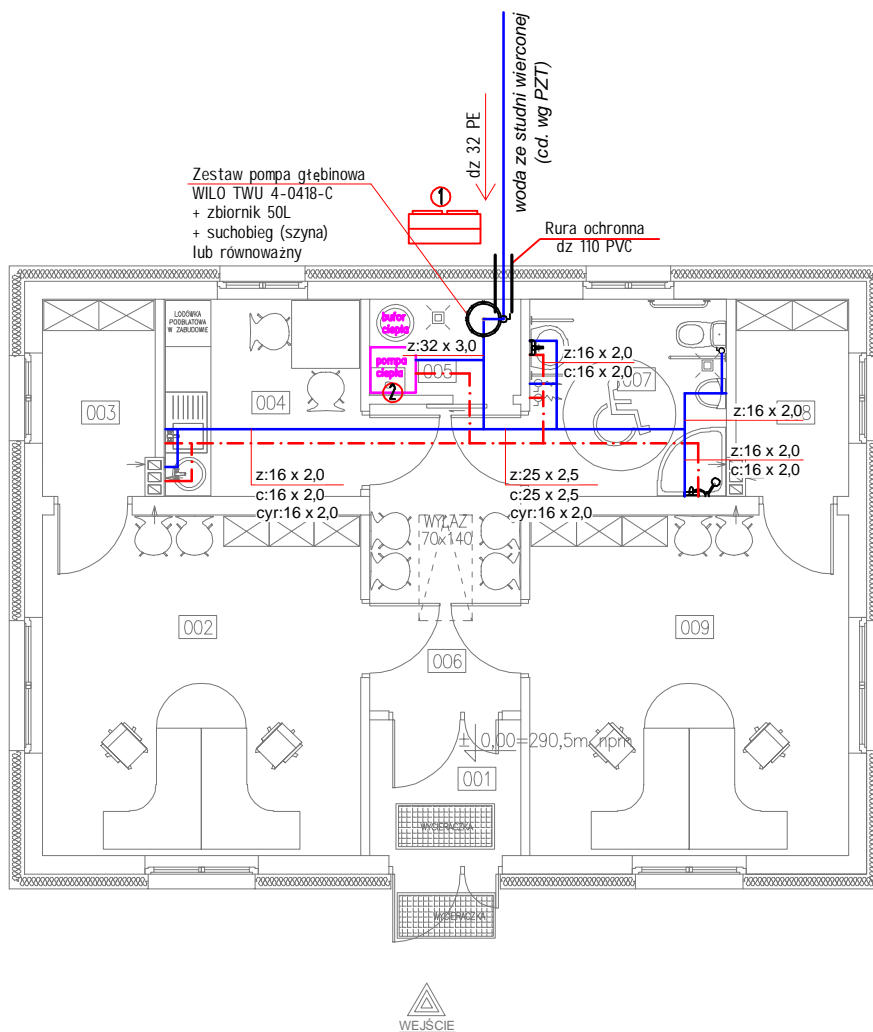 woda ze studni wierconej
(cd. wg PZT)
dz 32 PE
Zestaw pompa głębinowa
WILO TWU 4-0418-C
+ zbiornik 50L
+ suchobieg (szyna)
lub równoważny
1
Rura ochronna
dz 110 PVC
LODÓWKA
PODBLATOWA
W ZABUDOWIE
bufor
ciepła
z:32 x 3,0
pompa
ciepła
2
005
z:16 x 2,0
c:16 x 2,0
007
003
004
z:16 x 2,0
z:16 x 2,0
c:16 x 2,0
z:16 x 2,0
c:16 x 2,0
cyr:16 x 2,0
z:25 x 2,5
c:25 x 2,5
cyr:16 x 2,0
WYŁAZ
70x140
002
006
009
±0,00=290,5m npm
001
WYCIERACZKA
WYCIERACZKA
WEJŚCIE